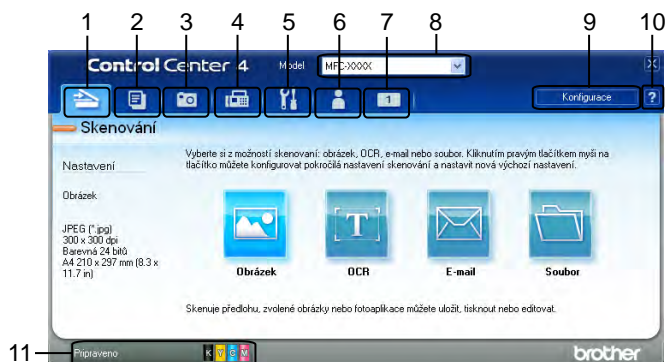 1 2 3 4 5 6 7 8 9 10
Control Center 4 Model MFC-XXXX
1 Konfigurace ?
Skenování
Nastavení
Obrázek
JPEG (*.jpg)
300 x 300 dpi
Barevná 24 bitů
A4 210 x 297 mm (8.3 x
11.7 in)
Vyberte si z možností skenovaní: obrázek, OCR, e-mail nebo soubor. Kliknutím pravým tlačítkem myši na
tlačítko můžete konfigurovat pokročilá nastavení skenování a nastavit nová výchozí nastavení.
T
Obrázek OCR E-mail Soubor
Skenuje předlohu, zvolené obrázky nebo fotoaplikace můžete uložit, tisknout nebo editovat.
11 Připraveno K Y C M brother